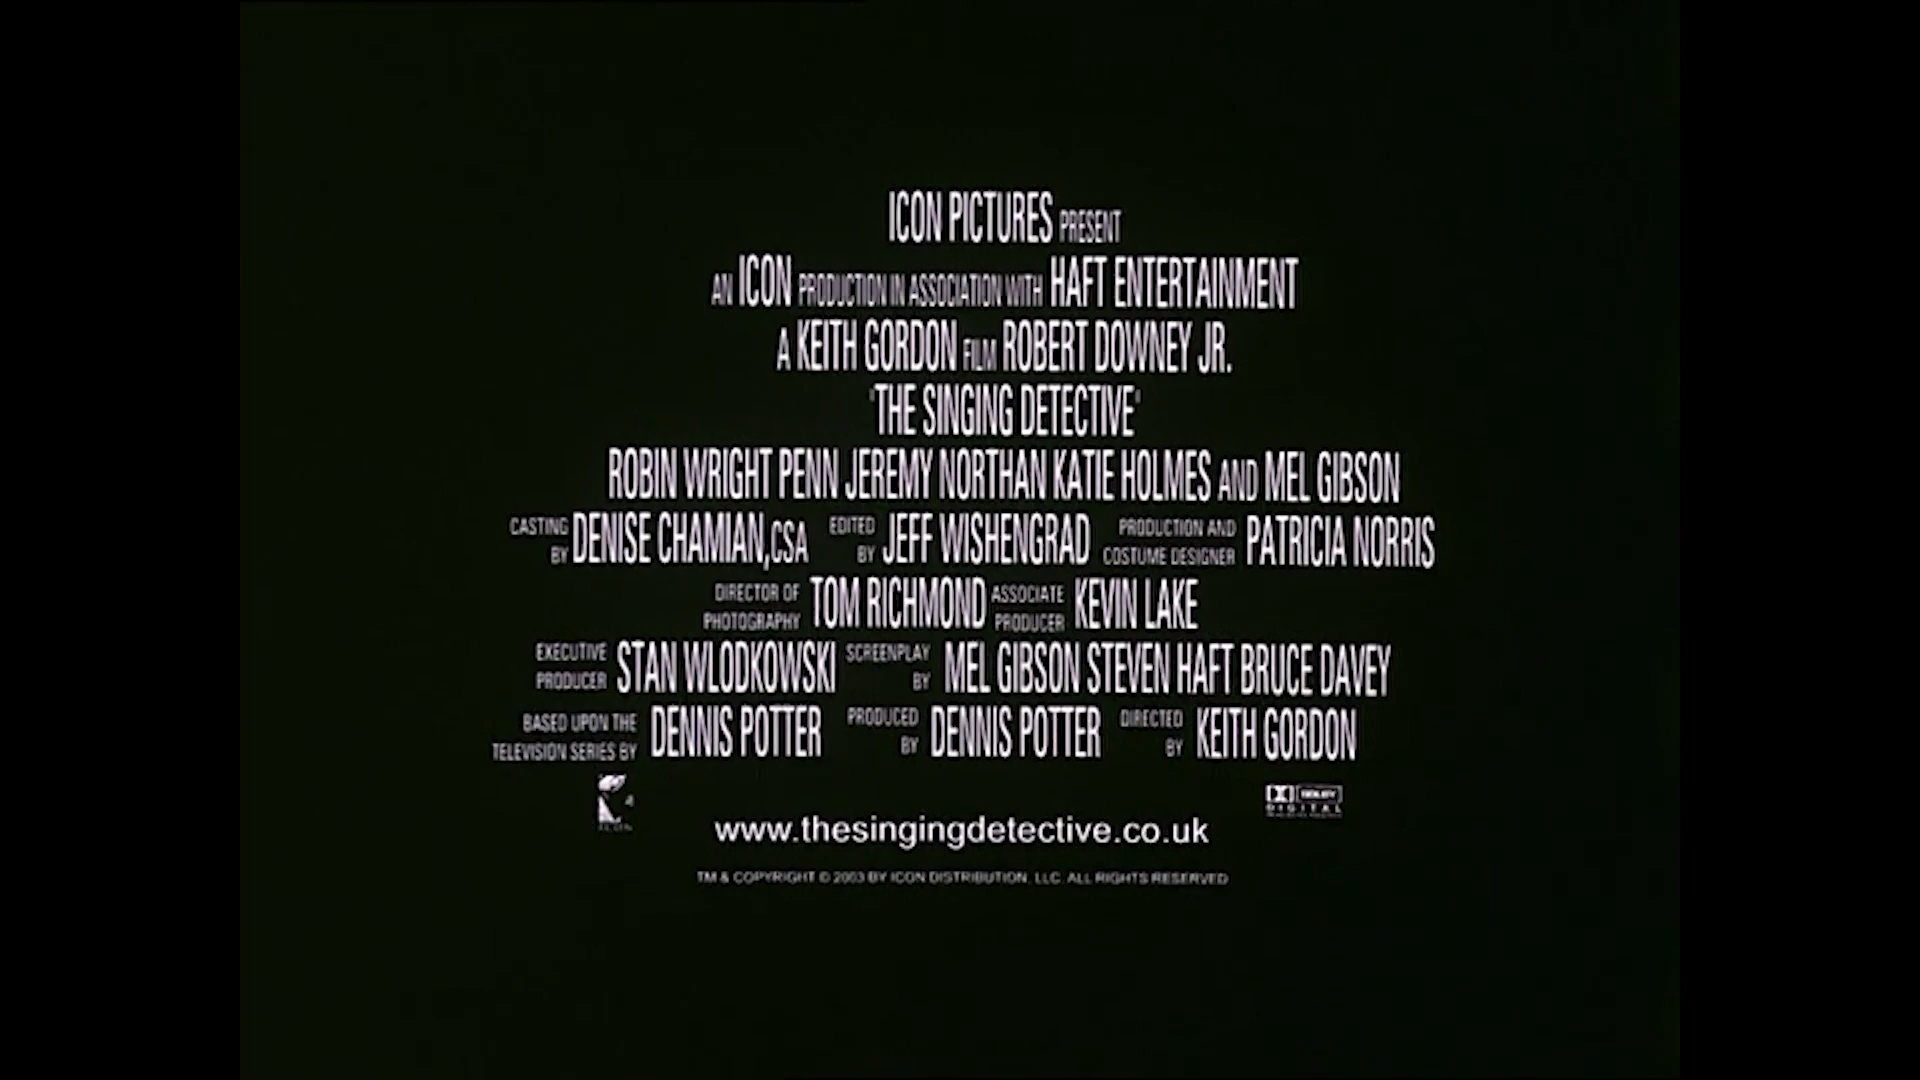 ICON PICTURES PRESENT
AN ICON PRODUCTION IN ASSOCIATION WITH HAFT ENTERTAINMENT
A KEITH GORDON FILM ROBERT DOWNEY JR.
'THE SINGING DETECTIVE'
ROBIN WRIGHT PENN JEREMY NORTHAN KATIE HOLMES AND MEL GIBSON
CASTING BY DENISE CHAMIAN, CSA EDITED BY JEFF WISHENGRAD PRODUCTION AND COSTUME DESIGNER PATRICIA NORRIS
DIRECTOR OF PHOTOGRAPHY TOM RICHMOND ASSOCIATE PRODUCER KEVIN LAKE
EXECUTIVE PRODUCER STAN WLODKOWSKI SCREENPLAY BY MEL GIBSON STEVEN HAFT BRUCE DAVEY
BASED UPON THE TELEVISION SERIES BY DENNIS POTTER PRODUCED BY DENNIS POTTER DIRECTED BY KEITH GORDON
ICON
DOLBY DIGITAL
www.thesingingdetective.co.uk
TM & COPYRIGHT © 2003 BY ICON DISTRIBUTION, LLC. ALL RIGHTS RESERVED